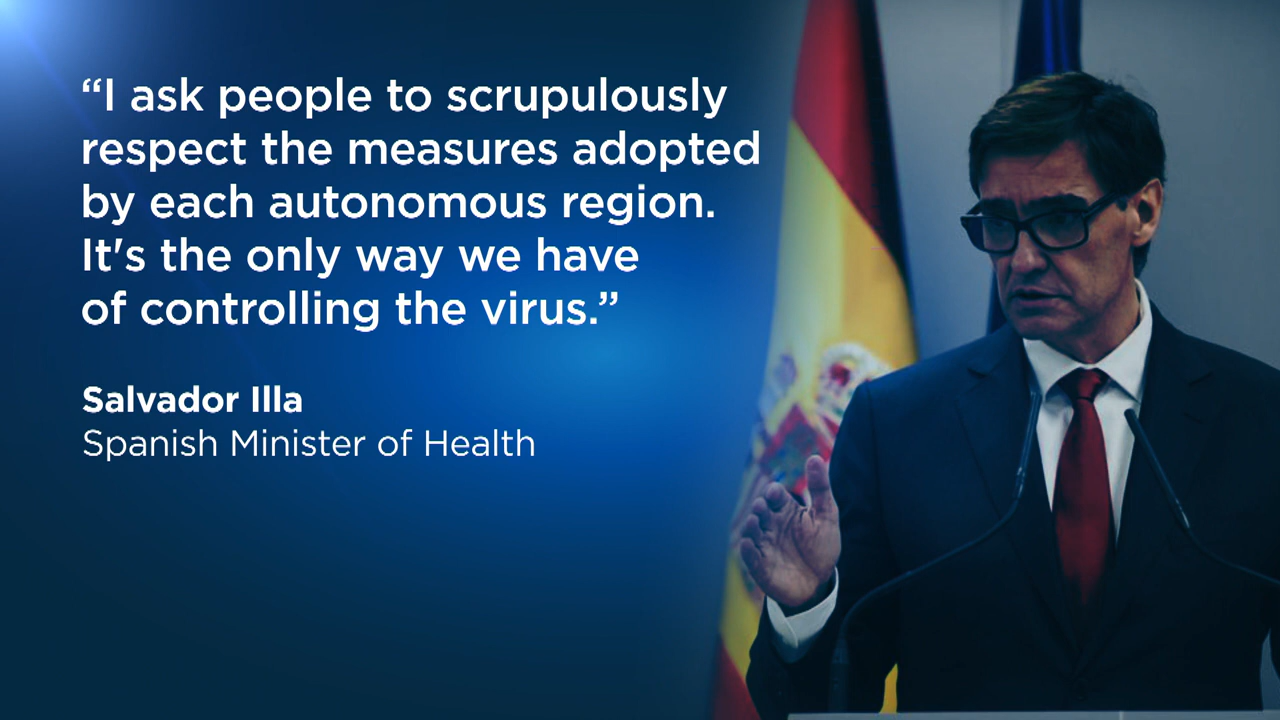 “I ask people to scrupulously
respect the measures adopted
by each autonomous region.
It's the only way we have
of controlling the virus.”
Salvador Illa
Spanish Minister of Health